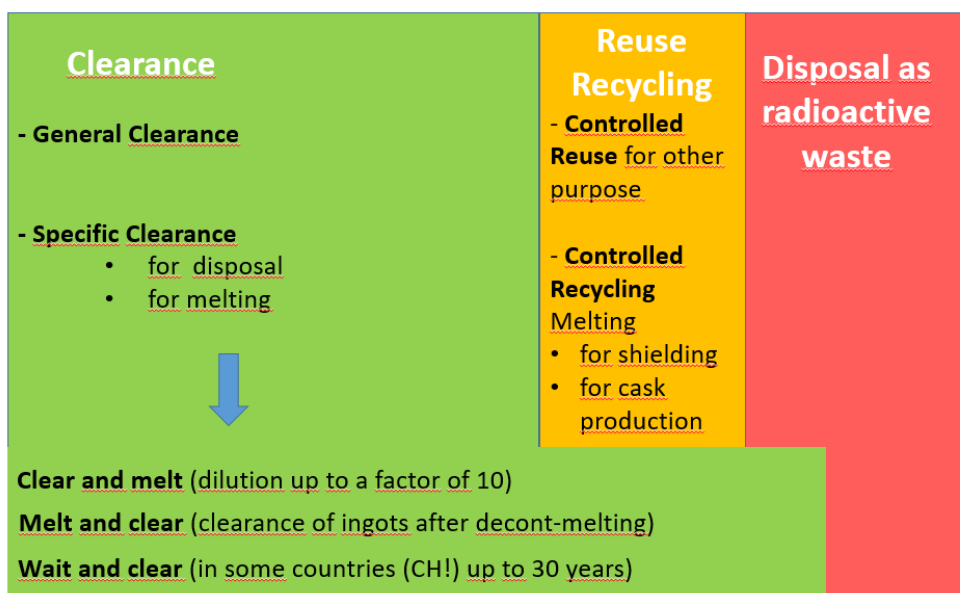 Clearance
- General Clearance
- Specific Clearance
• for disposal
• for melting
Reuse
Recycling
- Controlled
Reuse for other
purpose
- Controlled
Recycling
Melting
• for shielding
• for cask
production
Disposal as
radioactive
waste
Clear and melt (dilution up to a factor of 10)
Melt and clear (clearance of ingots after decont-melting)
Wait and clear (in some countries (CH!) up to 30 years)